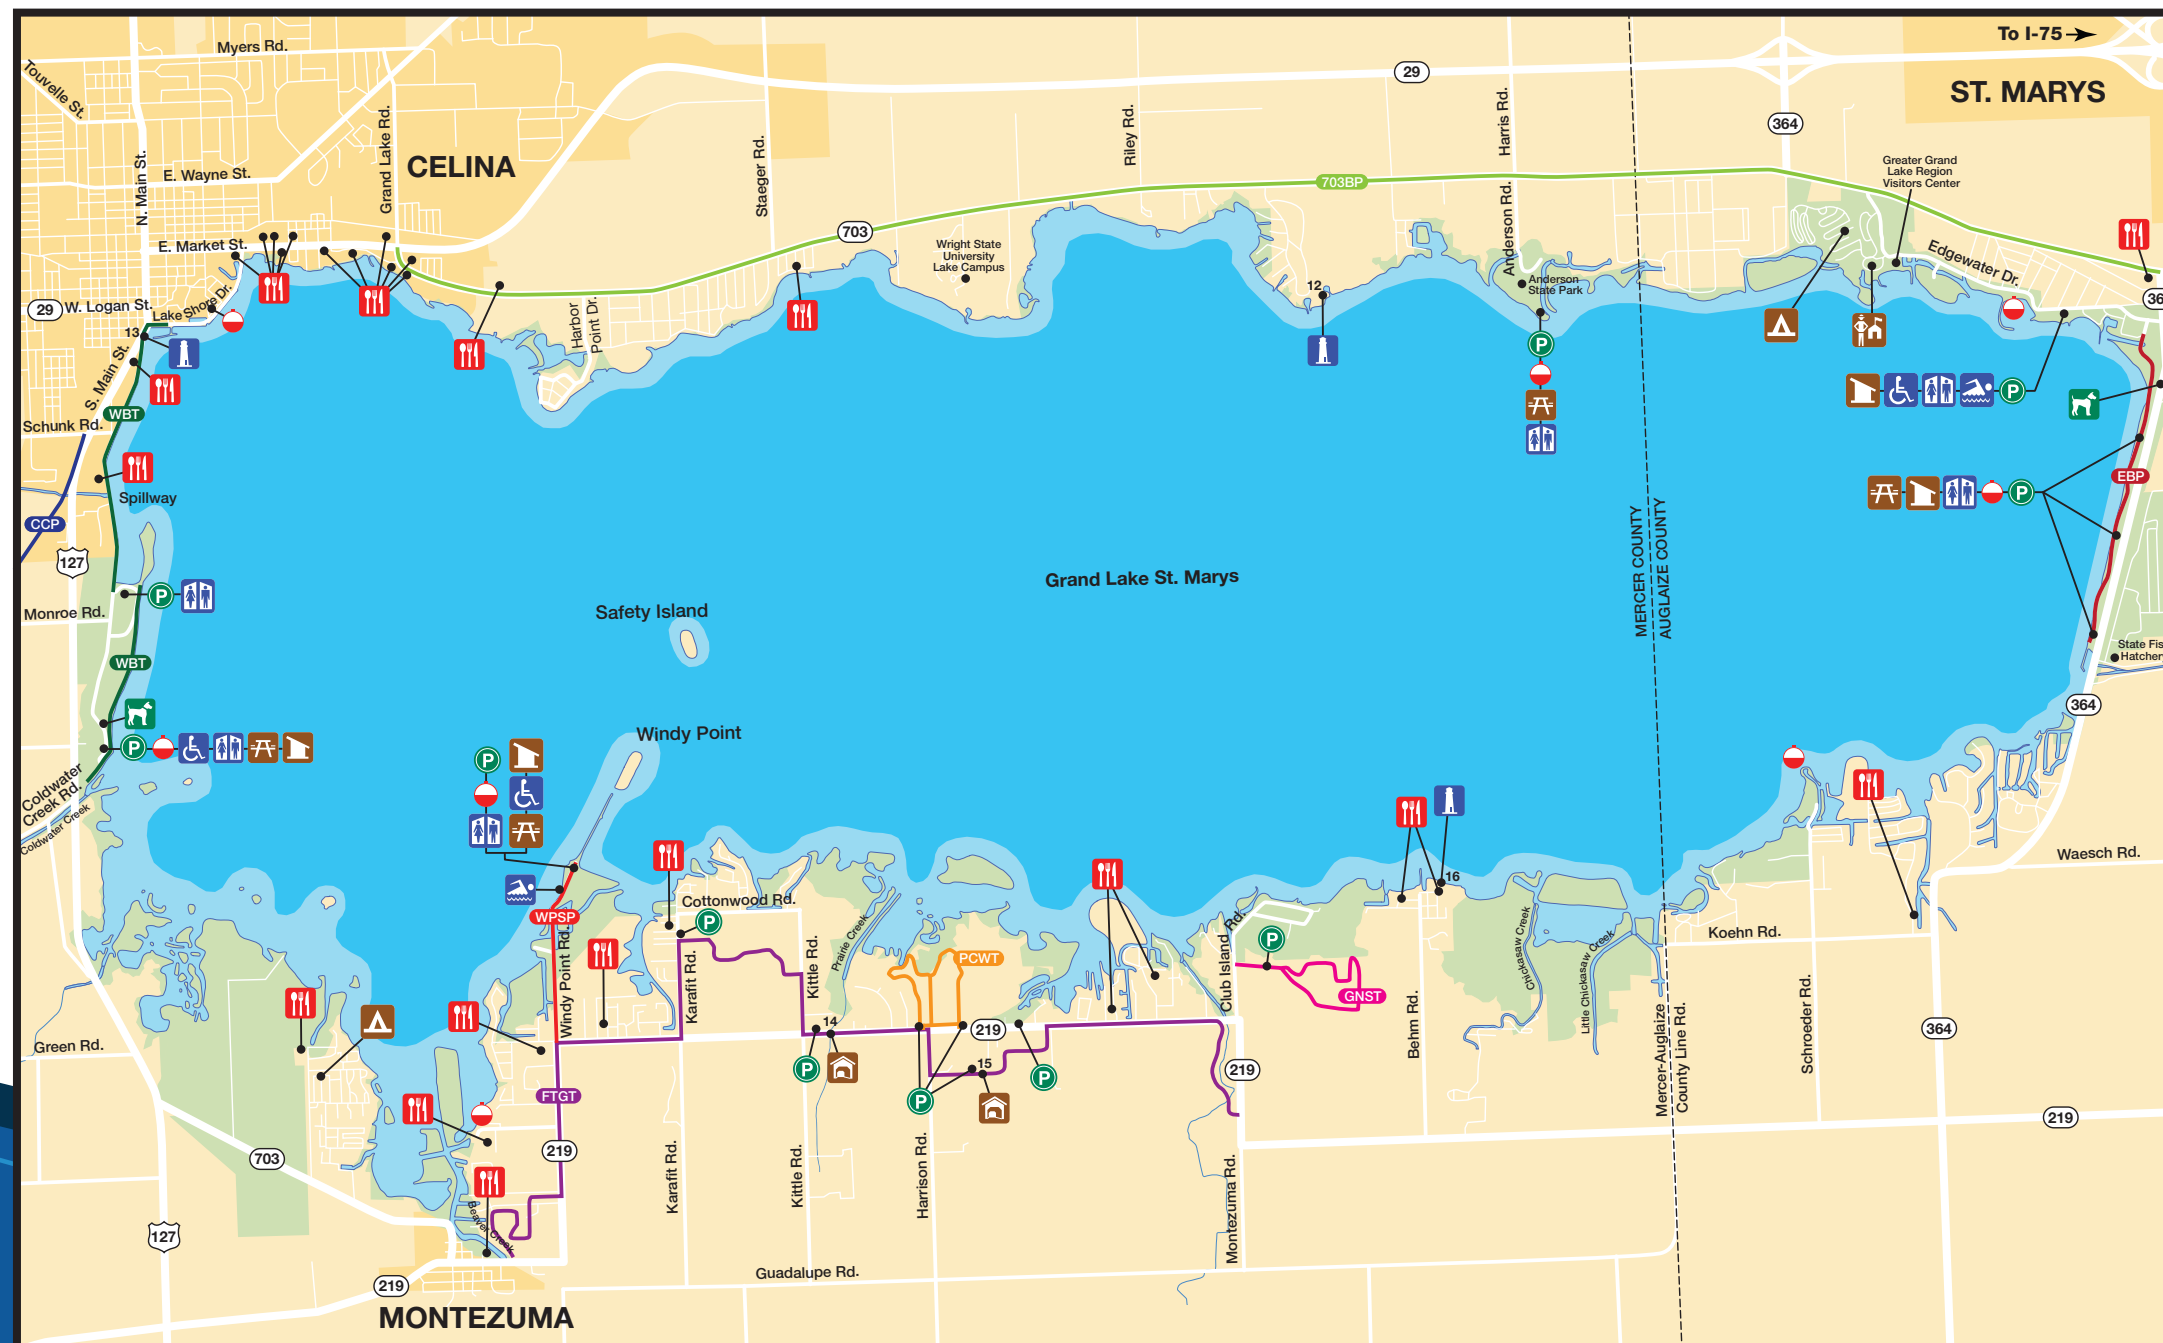 To I-75
Myers Rd.
Touvelle St.
29
ST. MARYS
Grand Lake Rd.
Staeger Rd.
Riley Rd.
Harris Rd.
364
CELINA
N. Main St.
E. Wayne St.
Greater Grand
Lake Region
Visitors Center
703BP
Anderson Rd.
703
E. Market St.
Wright State
University
Lake Campus
Edgewater Dr.
Anderson
State Park
12
29
W. Logan St.
Lake Shore Dr.
Harbor
Point Dr.
13
S. Main St.
P
WBT
Schunk Rd.
P
Spillway
EBP
P
CCP
127
MERCER COUNTY
AUGLAIZE COUNTY
Grand Lake St. Marys
Safety Island
P
Monroe Rd.
WBT
State
Windy Point
364
P
P
Coldwater
Creek Rd.
Coldwater Creek
16
Waesch Rd.
Cottonwood Rd.
P
WPSP
Windy Point Rd.
Karafit Rd.
Kittle Rd.
Prairie Creek
PCWT
Club Island Rd.
P
GNST
Chickasaw Creek
Little Chickasaw Creek
Koehn Rd.
Behm Rd.
Schroeder Rd.
Mercer-Auglaize
County Line Rd.
14
219
364
Green Rd.
P
15
P
P
219
FTGT
219
703
219
Karafit Rd.
Kittle Rd.
Harrison Rd.
Montezuma Rd.
Beaver Creek
127
Guadalupe Rd.
219
MONTEZUMA